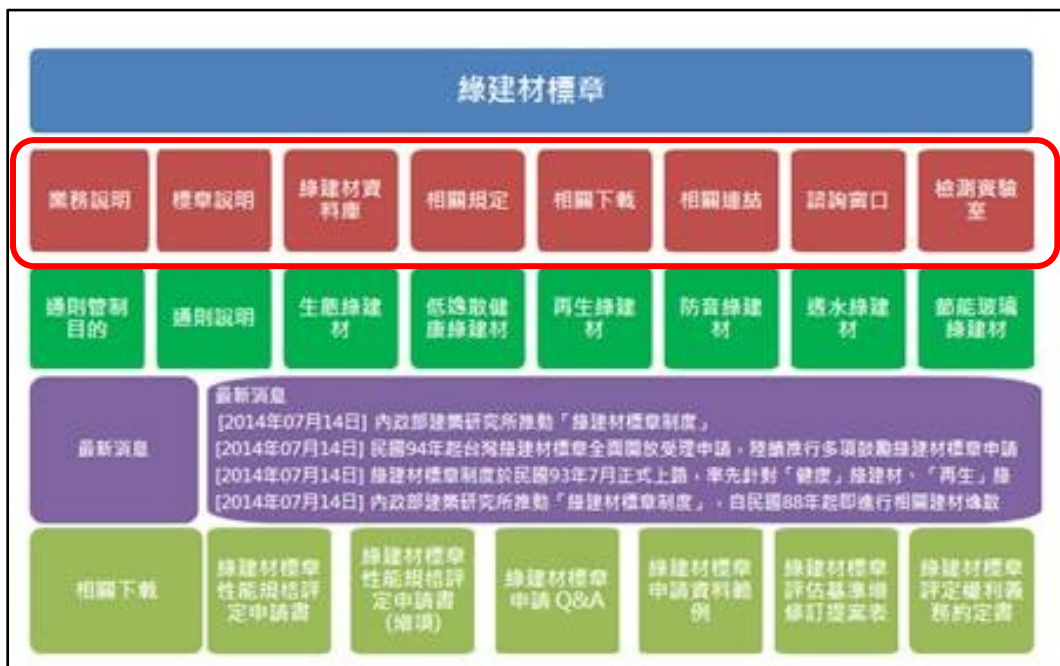 綠建材標章
業務說明
標章說明
綠建材資
料庫
相關規定
相關下載
相關連結
諮詢窗口
檢測實驗
室
通則管制
目的
通則說明
生態綠建
材
低逸散健
康綠建材
再生綠建
材
防音綠建
材
透水綠建
材
節能玻璃
綠建材
最新消息
最新消息
[2014年07月14日] 內政部建築研究所推動「綠建材標章制度」
[2014年07月14日] 民國94年起台灣綠建材標章全面開放受理申請，陸續推行多項鼓勵綠建材標章申請
[2014年07月14日] 綠建材標章制度於民國93年7月正式上路，率先針對「健康」綠建材、「再生」綠
[2014年07月14日] 內政部建築研究所推動「綠建材標章制度」，自民國88年起即進行相關建材逸散
相關下載
綠建材標章
性能規格評
定申請書
綠建材標章
性能規格評
定申請書
(增項)
綠建材標章
申請 Q&A
綠建材標章
申請資料範
例
綠建材標章
評估基準增
修訂提案表
綠建材標章
評定權利義
務約定書